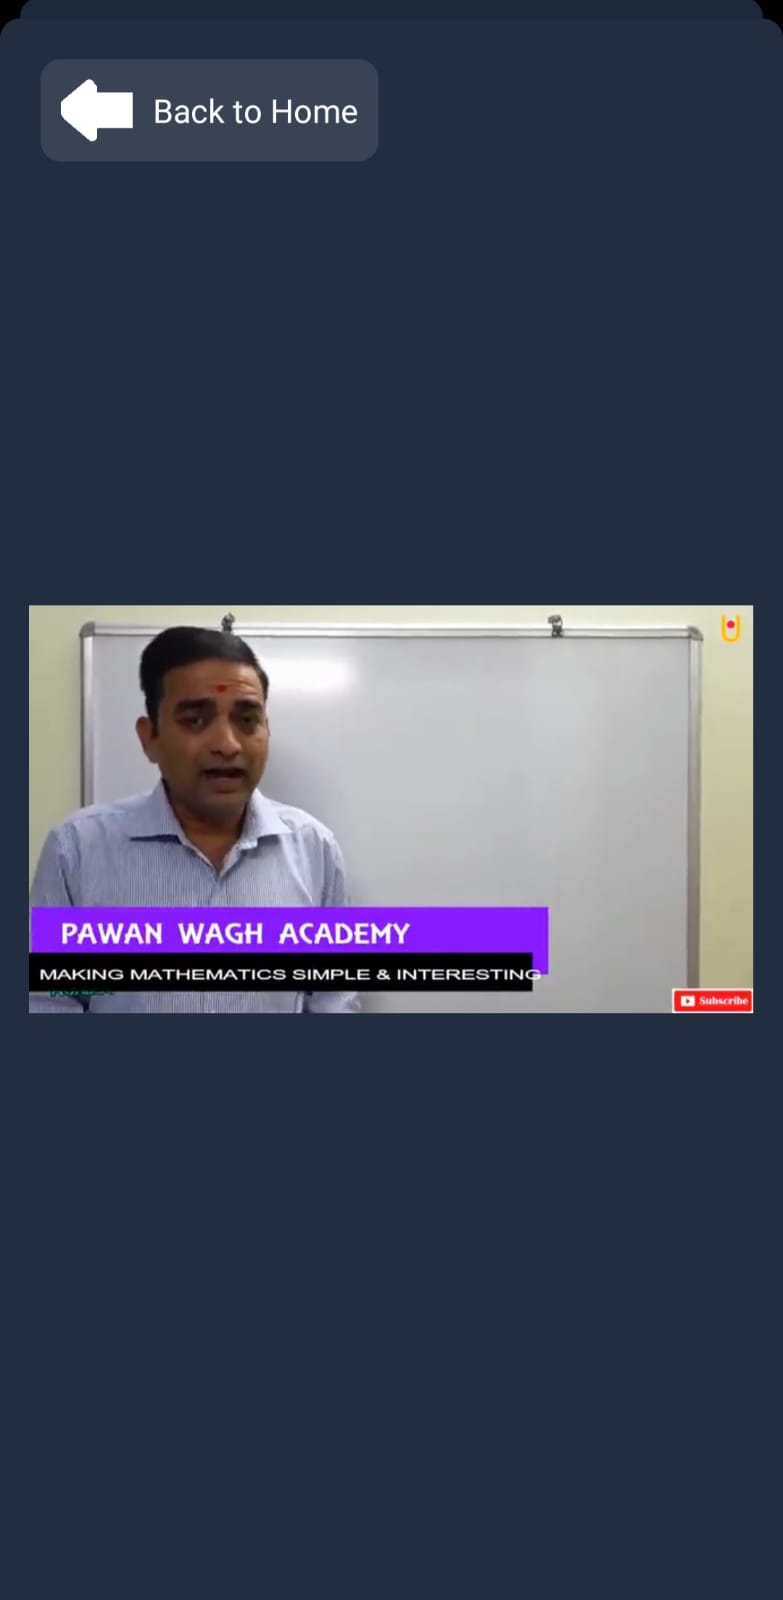 Back to Home
PAWAN WAGH ACADEMY
MAKING MATHEMATICS SIMPLE & INTERESTING
Subscribe